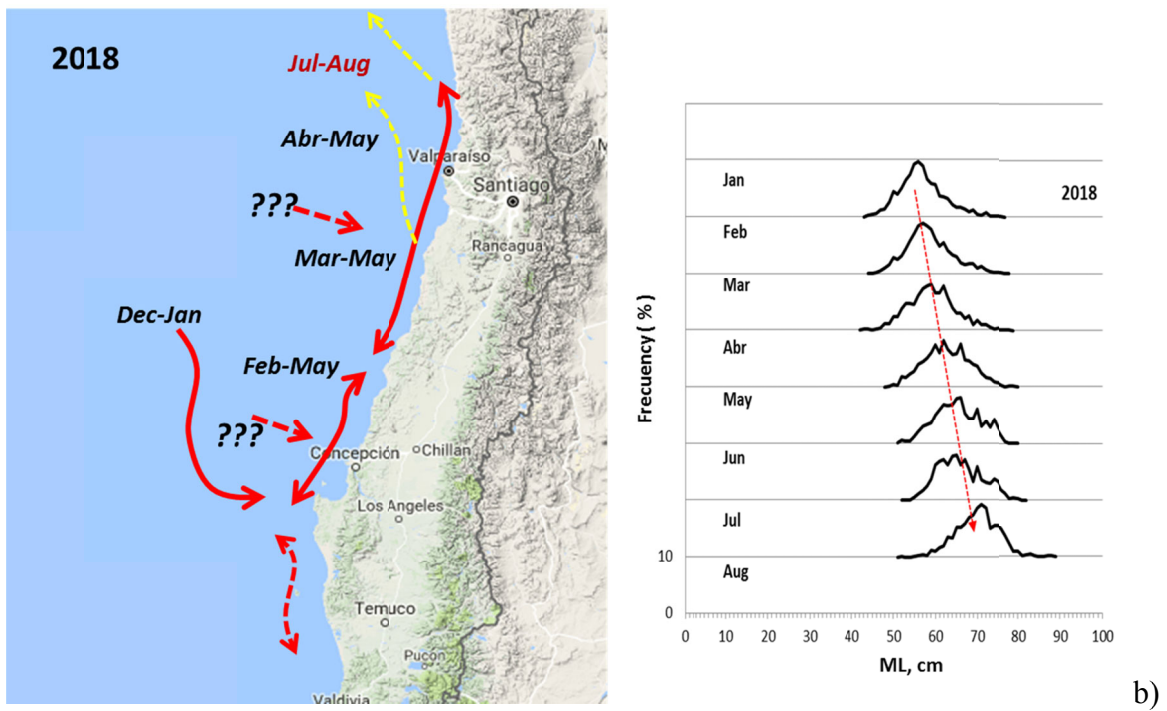 2018
Jul-Aug
Abr-May
Valparaíso
Santiago
???
Rancagua
Mar-May
Dec-Jan
Feb-May
???
Concepción
Chillan
Los Angeles
Temuco
Pucón
Valdivia
M
2018
Jan
Feb
Mar
Abr
May
Jun
Jul
Aug
Frecuency ( % )
10
0
0 10 20 30 40 50 60 70 80 90 100
ML, cm
b)